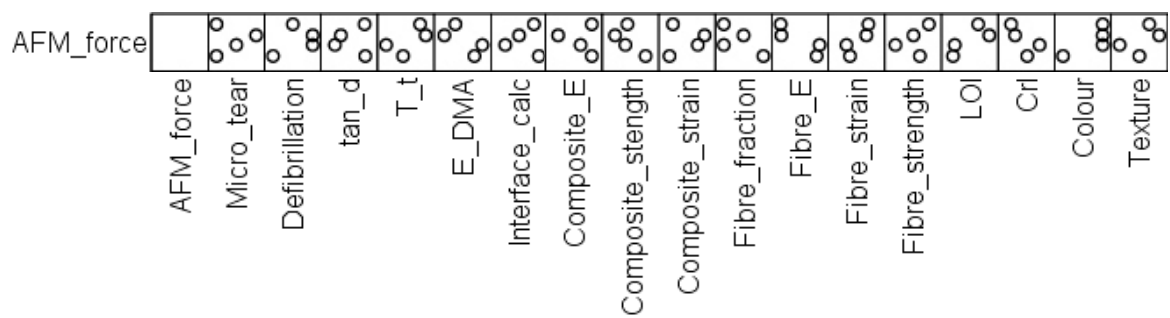 AFM_force
AFM_force
Micro_tear
Defibrillation
tan_d
T_t
E_DMA
Interface_calc
Composite_E
Composite_stength
Composite_strain
Fibre_fraction
Fibre_E
Fibre_strain
Fibre_strength
LOI
CrI
Colour
Texture